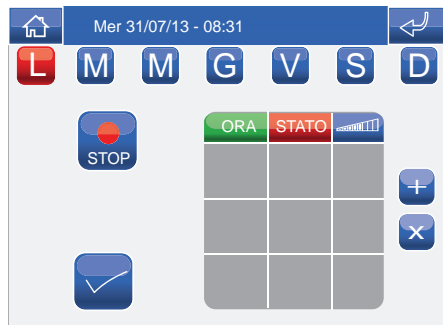 Mer 31/07/13 - 08:31
L M M G V S D
ORA STATO
STOP
+
x